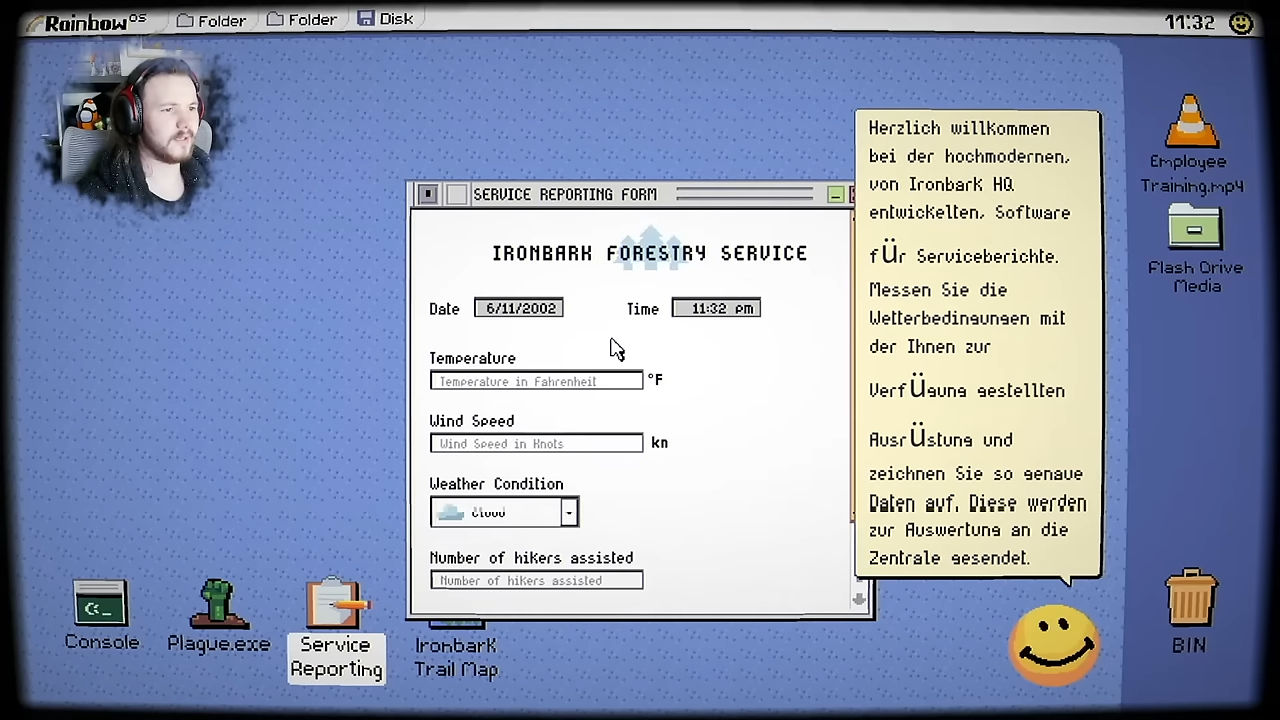 Rainbow OS
Folder
Folder
Disk
11:32
Employee
Training.mp4
Flash Drive
Media
SERVICE REPORTING FORM
IRONBARK FORESTRY SERVICE
Date
6/11/2002
Time
11:32 pm
Temperature
Temperature in Fahrenheit
°F
Wind Speed
Wind Speed in Knots
kn
Weather Condition
Cloud
Number of hikers assisted
Number of hikers assisted
Herzlich willkommen
bei der hochmodernen,
von Ironbark HQ
entwickelten, Software
für Serviceberichte.
Messen Sie die
Wetterbedingungen mit
der Ihnen zur
Verfügung gestellten
Ausrüstung und
zeichnen Sie so genaue
Daten auf. Diese werden
zur Auswertung an die
Zentrale gesendet.
Console
Plague.exe
Service
Reporting
Ironbark
Trail Map
BIN